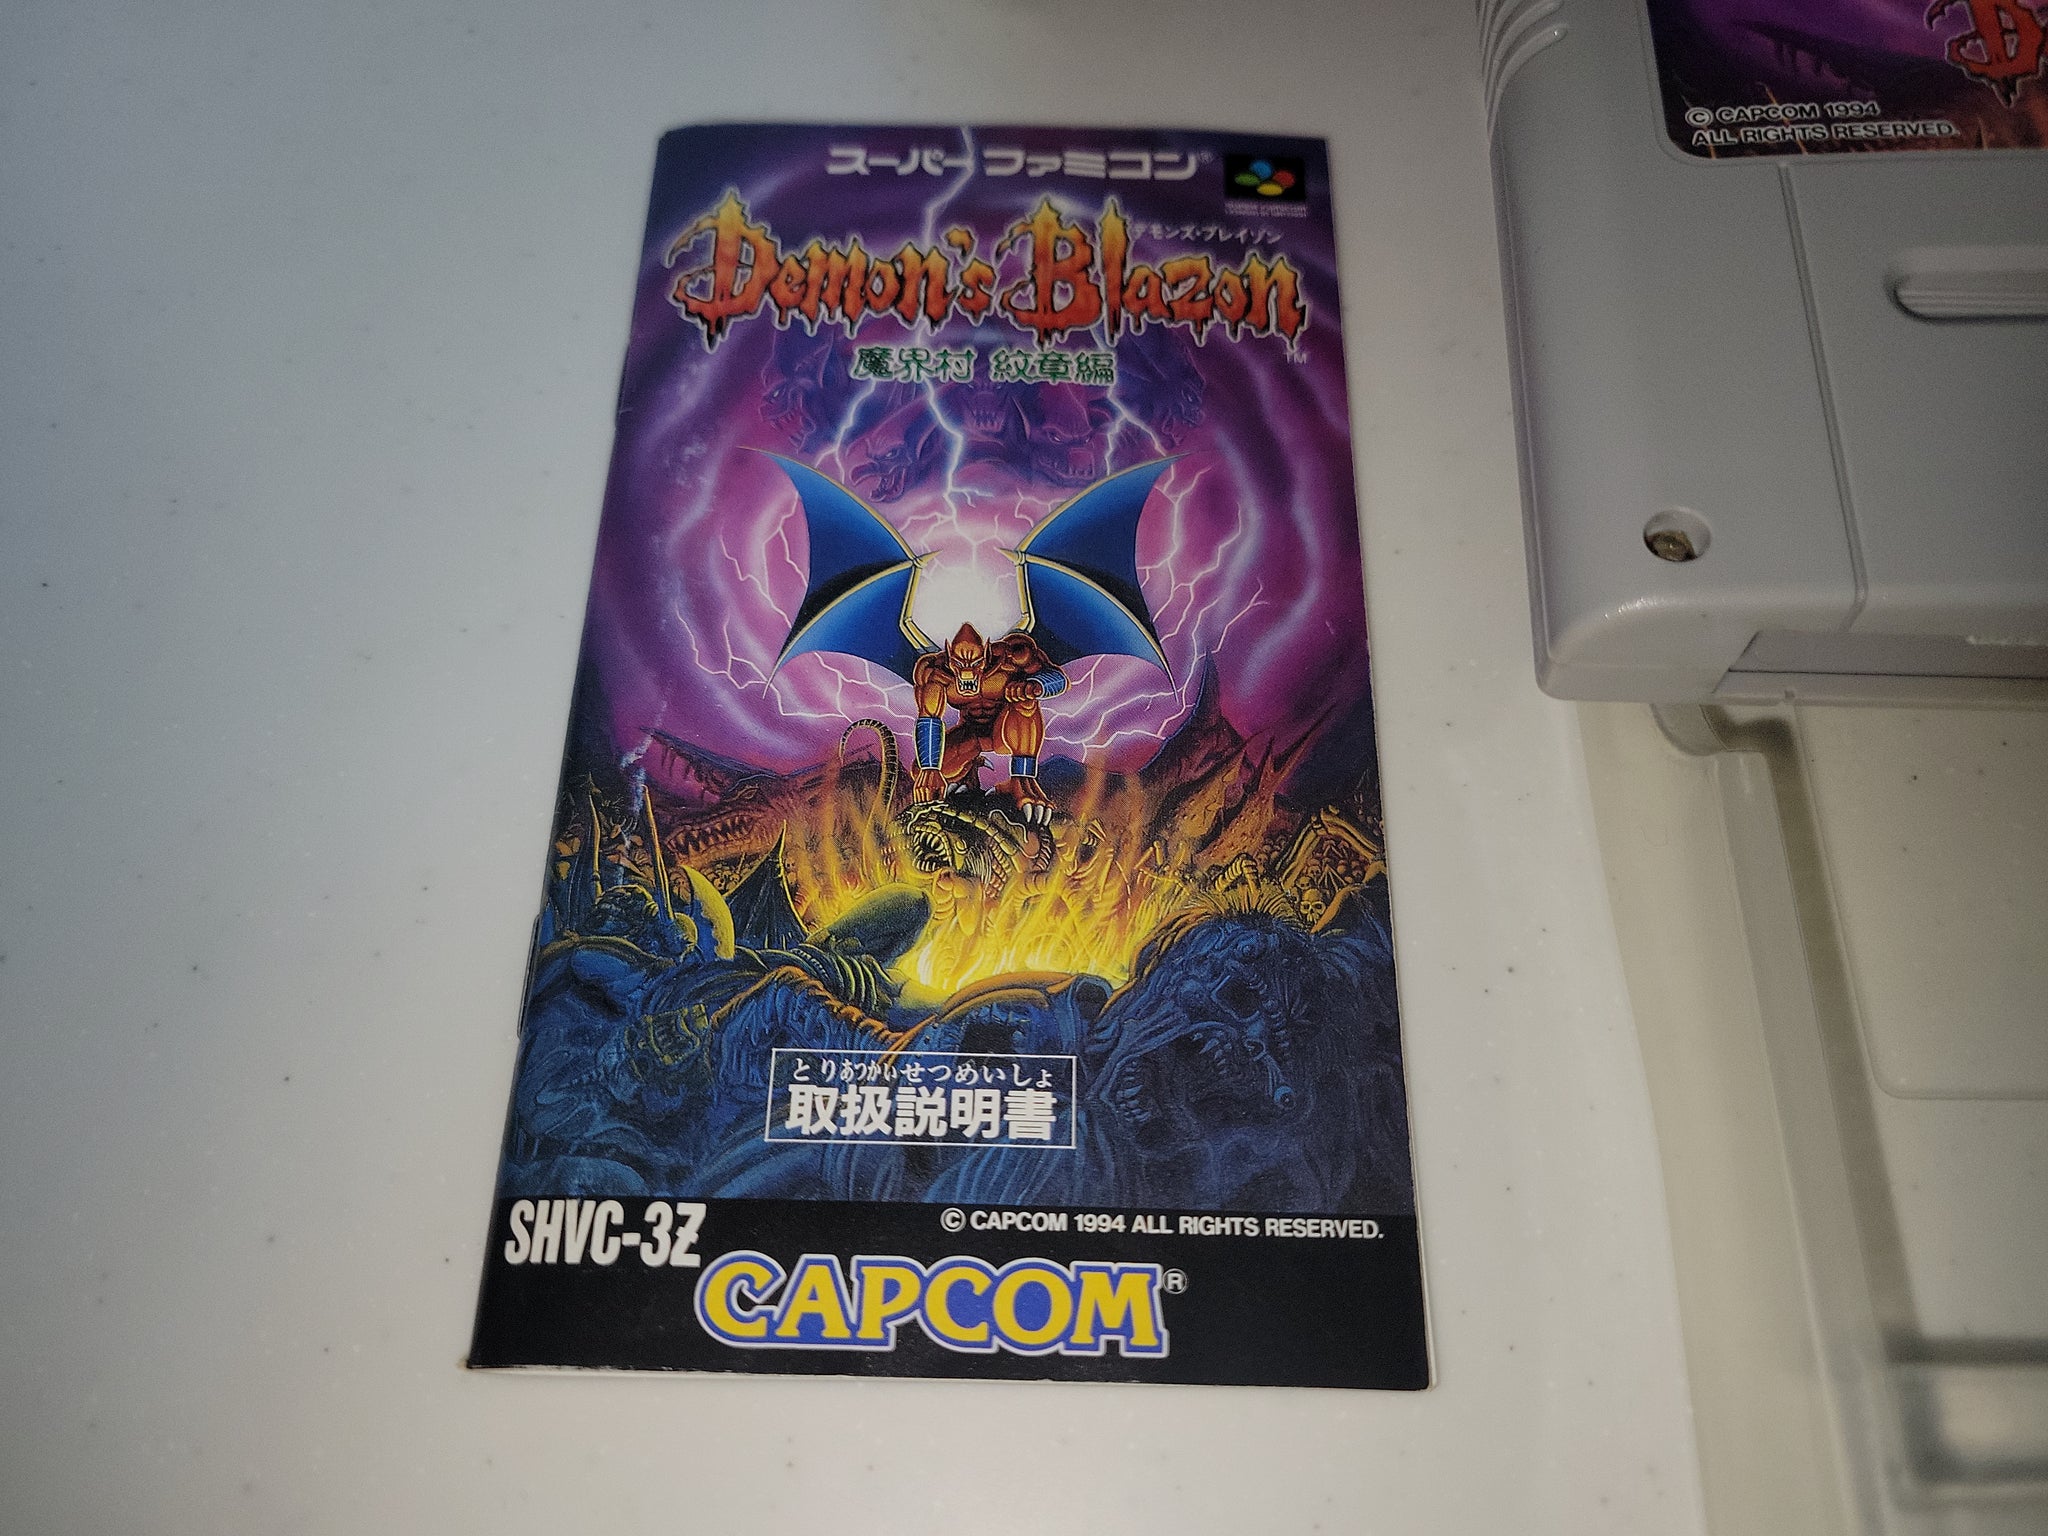 スーパーファミコン®
Demon's Blazon
デモンズ・ブレイゾン
TM
魔界村 紋章編
とりあつかいせつめいしょ
取扱説明書
SHVC-3Z
© CAPCOM 1994 ALL RIGHTS RESERVED.
CAPCOM®
© CAPCOM 1994
ALL RIGHTS RESERVED.